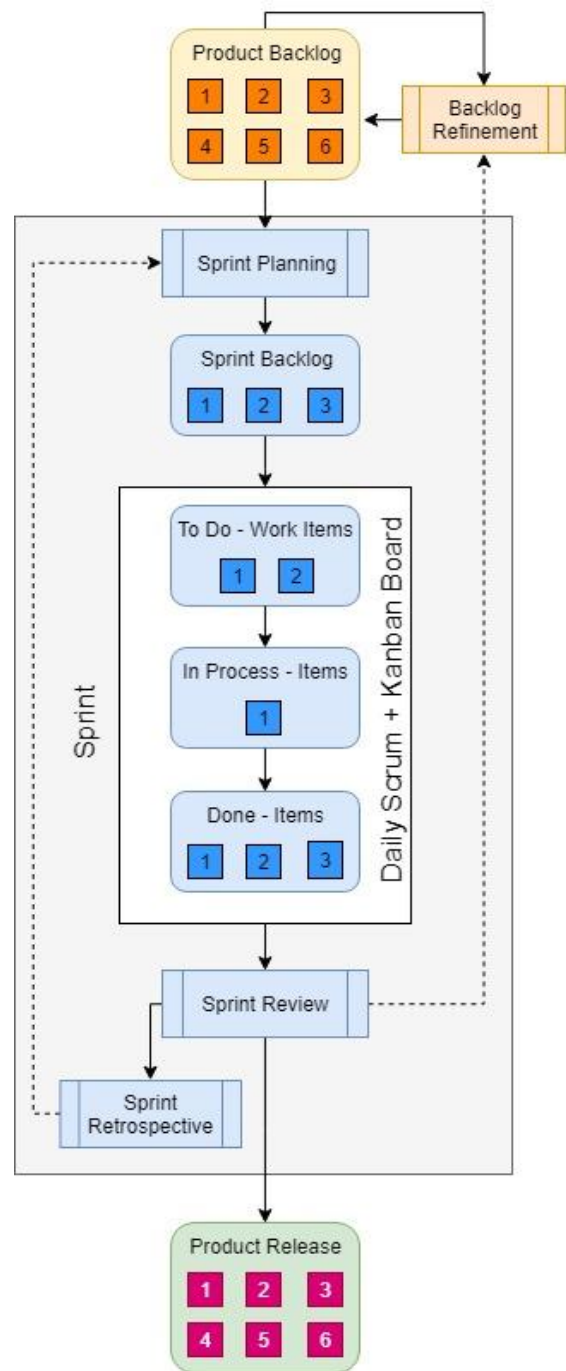 Product Backlog
1 2 3
4 5 6
Backlog
Refinement
Sprint Planning
Sprint Backlog
1 2 3
To Do - Work Items
1 2
In Process - Items
1
Done - Items
1 2 3
Sprint
Daily Scrum + Kanban Board
Sprint Review
Sprint
Retrospective
Product Release
1 2 3
4 5 6